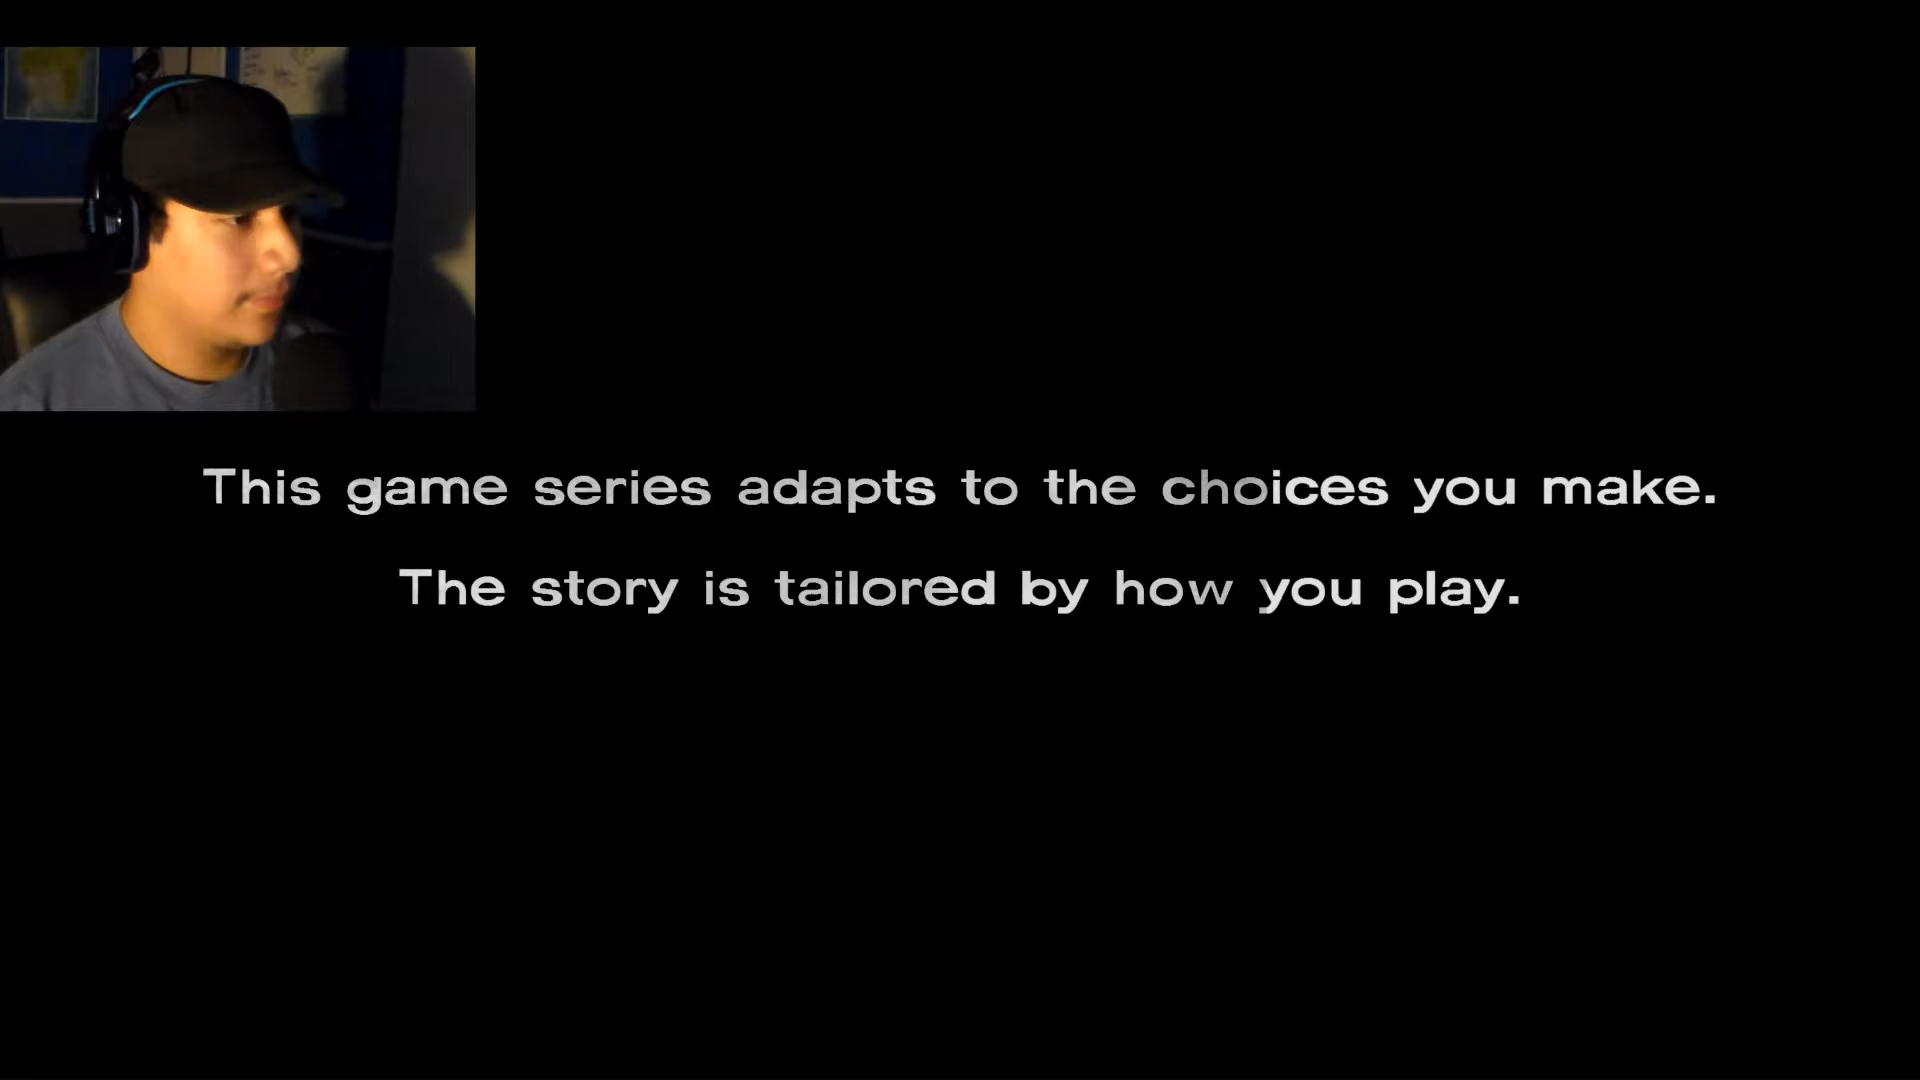 This game series adapts to the choices you make.
The story is tailored by how you play.